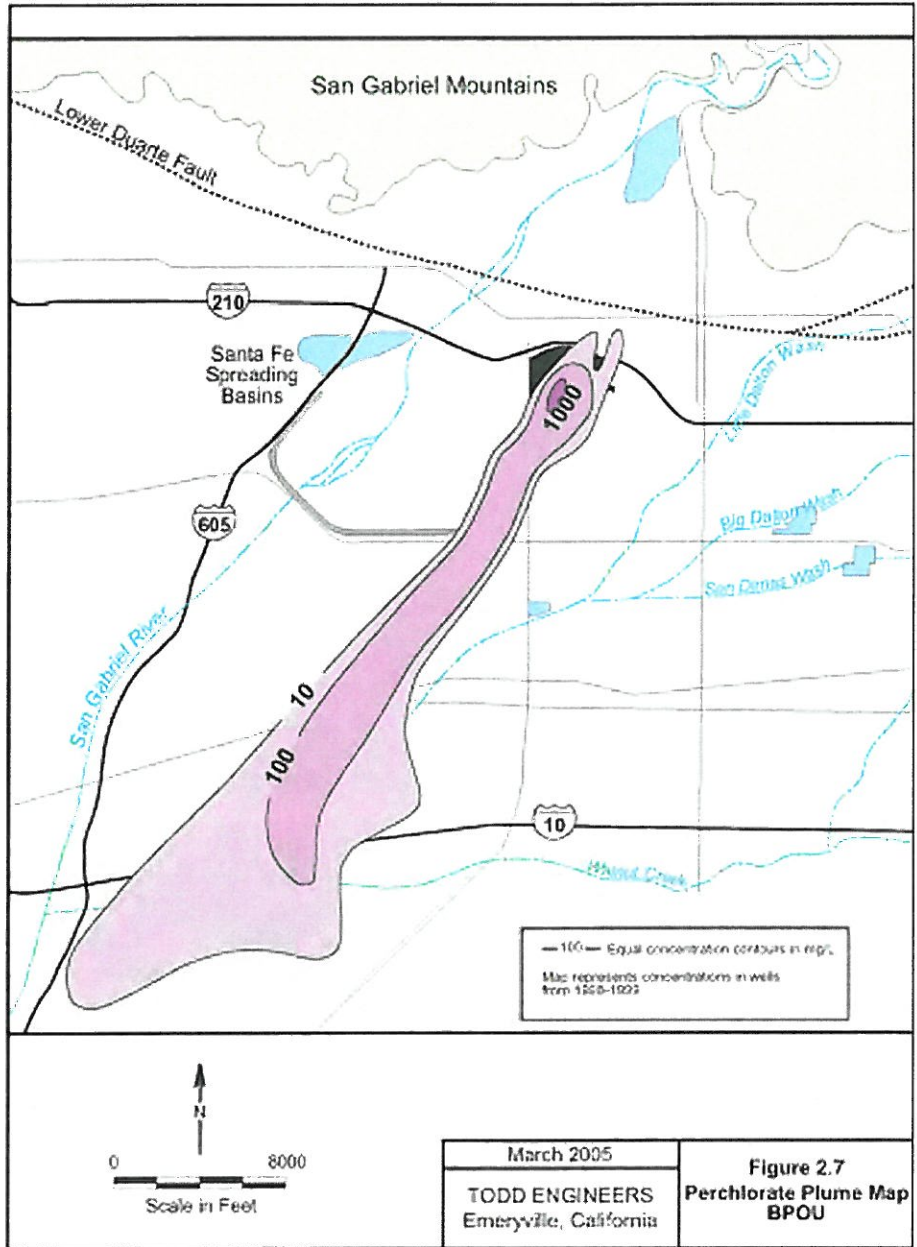 San Gabriel Mountains
Lower Duarte Fault
210
Santa Fe
Spreading
Basins
1000
Little Dalton Wash
605
Big Dalton Wash
San Dimas Wash
San Gabriel River
10
100
10
Walnut Creek
100 Equal concentration contours in mg/L
Map represents concentrations in wells
from
N
0 8000
Scale in Feet
March 2005
TODD ENGINEERS
Emeryville, California
Figure 2.7
Perchlorate Plume Map
BPOU